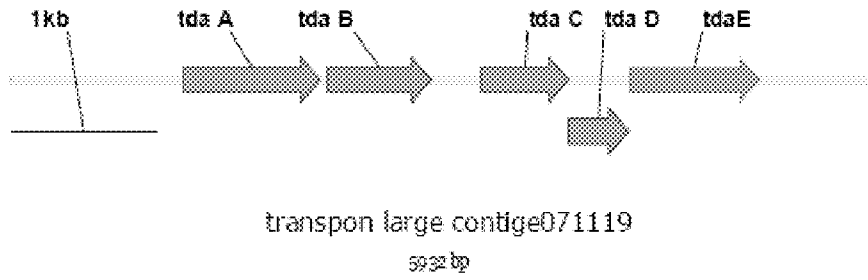 1kb tda A tda B tda C tda D tdaE
transpon large contige071119
5932 bp